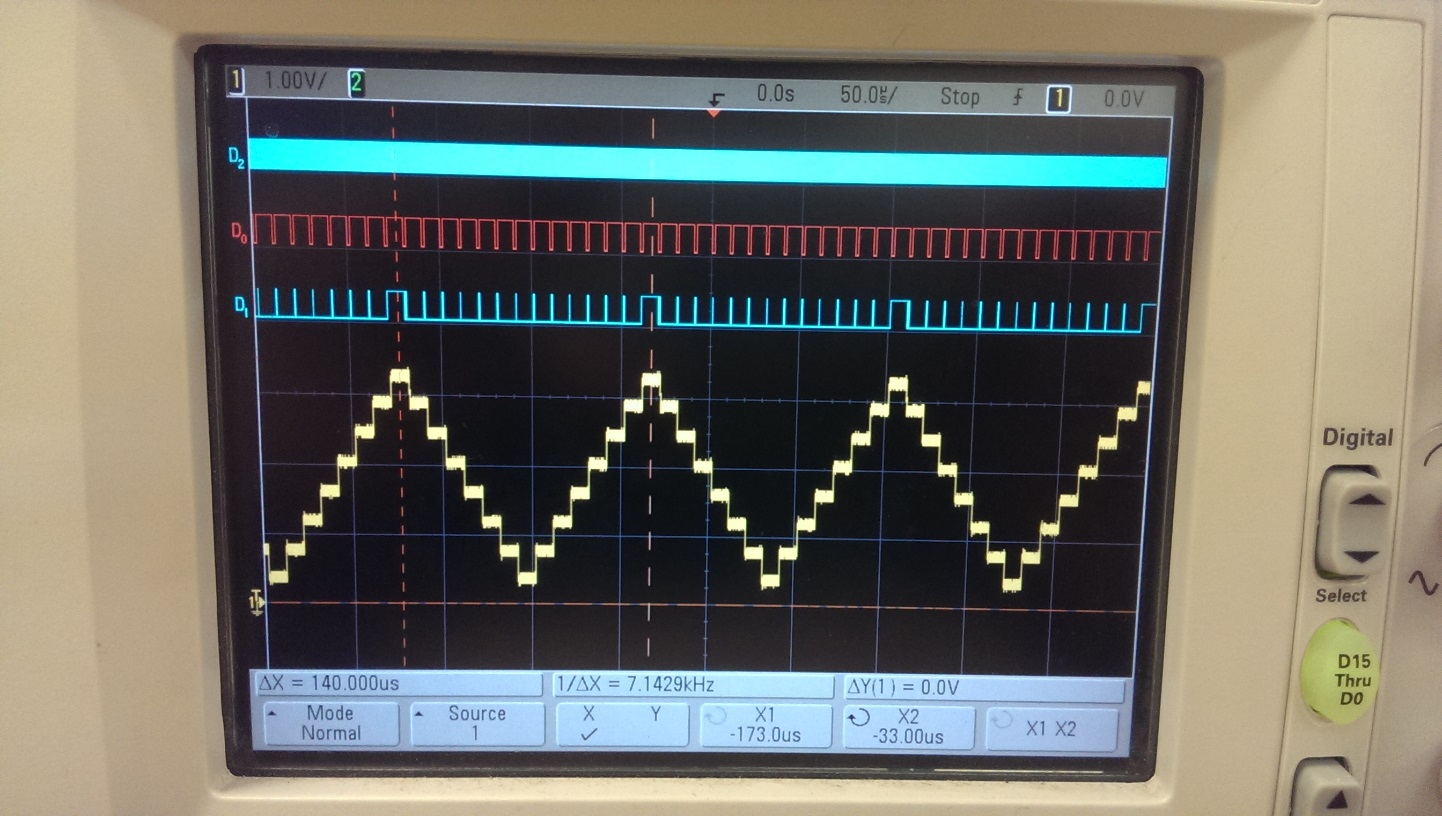 1 1.00V/ 2 0.0s 50.0µs/ Stop 1 0.0V
D2
D0
D1
1
ΔX = 140.000us 1/ΔX = 7.1429kHz ΔY(1) = 0.0V
Mode Source X Y X1 X2 X1 X2
Normal 1 -173.0us -33.00us
Digital
Select
D15
Thru
D0